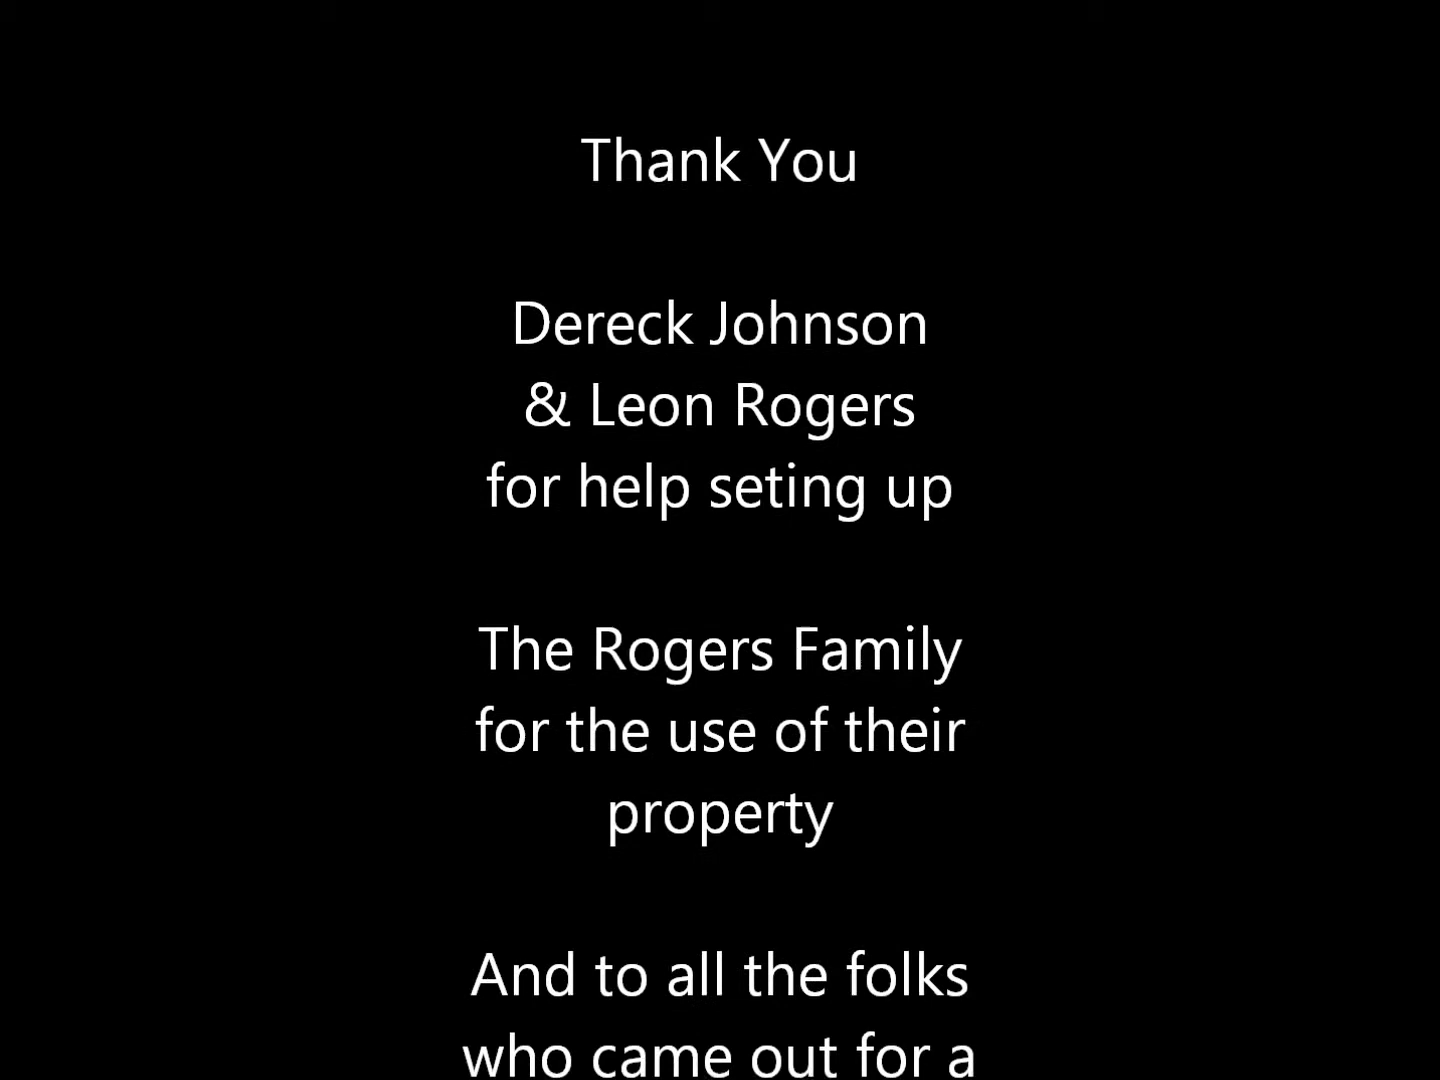 Thank You
Dereck Johnson
& Leon Rogers
for help seting up
The Rogers Family
for the use of their
property
And to all the folks
who came out for a